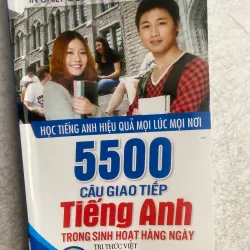 HỌC TIẾNG ANH HIỆU QUẢ MỌI LÚC MỌI NƠI
5500
CÂU GIAO TIẾP
Tiếng Anh
TRONG SINH HOẠT HÀNG NGÀY
TRI THỨC VIỆT